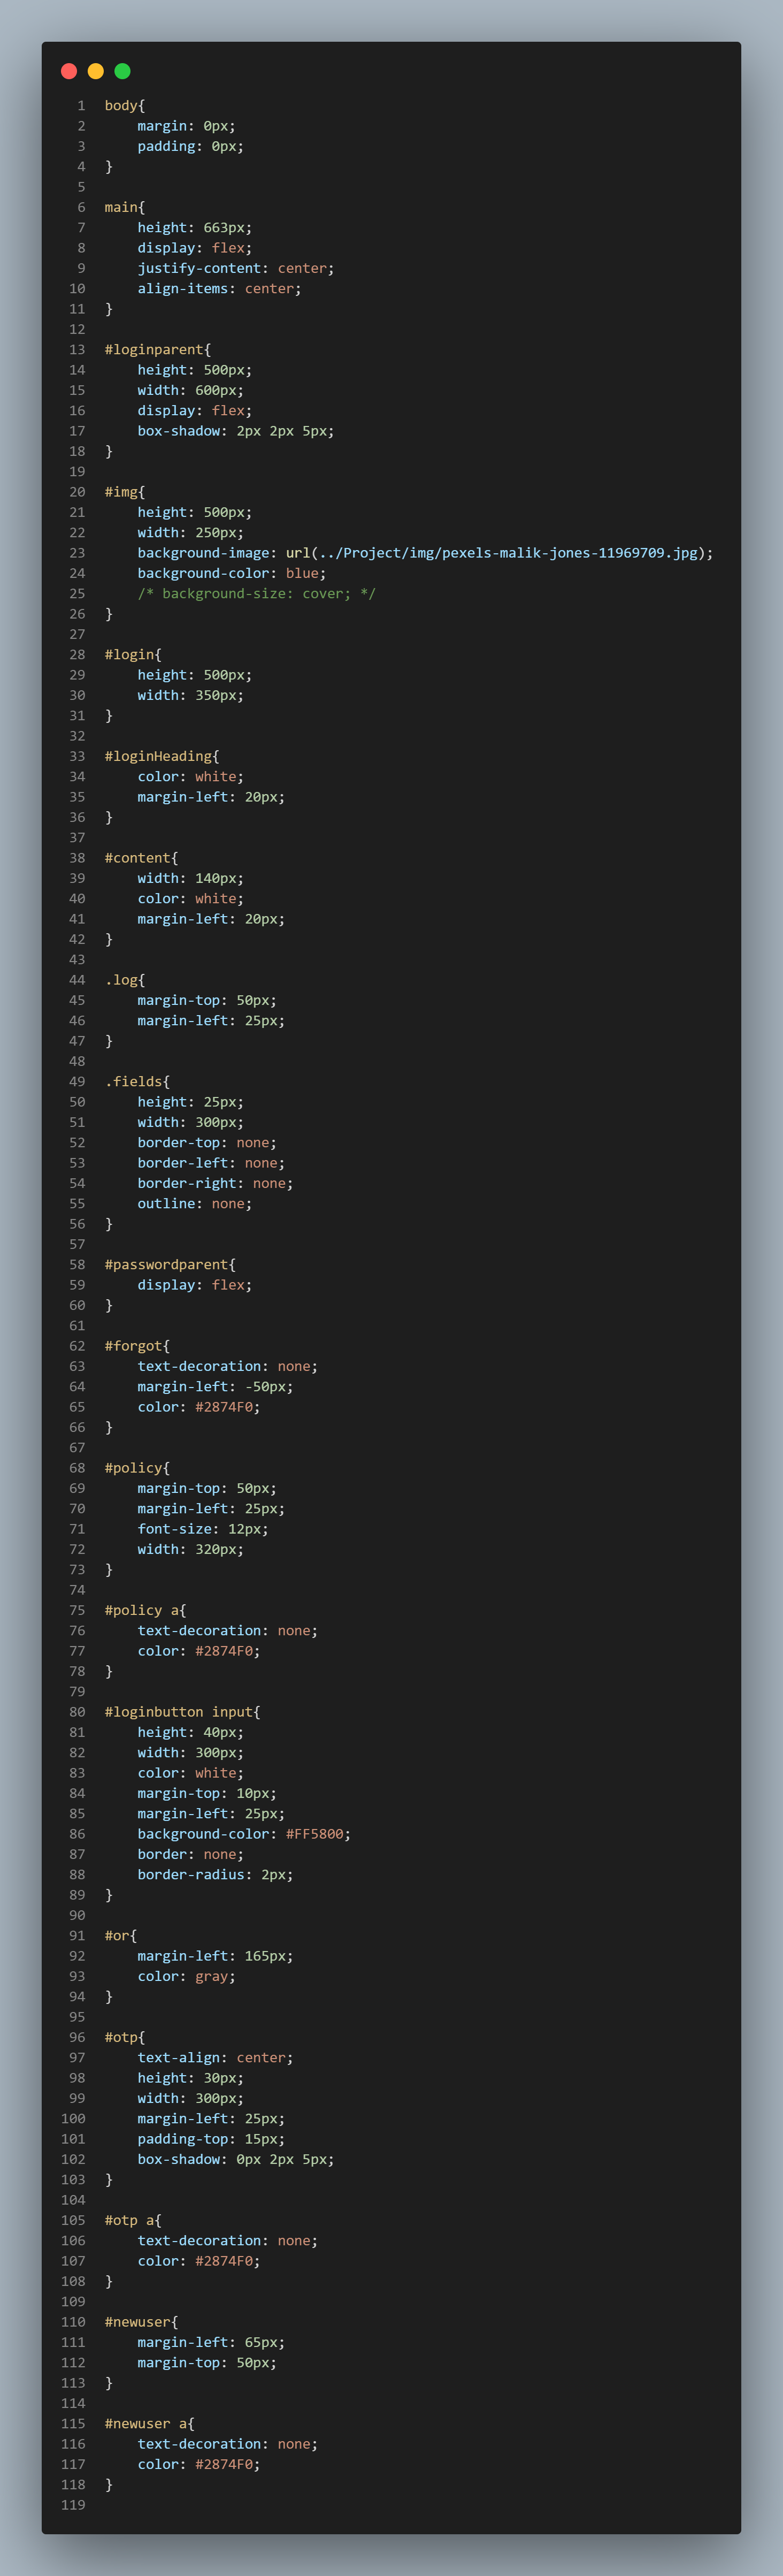 1 body{
2     margin: 0px;
3     padding: 0px;
4 }
5
6 main{
7     height: 663px;
8     display: flex;
9     justify-content: center;
10     align-items: center;
11 }
12
13 #loginparent{
14     height: 500px;
15     width: 600px;
16     display: flex;
17     box-shadow: 2px 2px 5px;
18 }
19
20 #img{
21     height: 500px;
22     width: 250px;
23     background-image: url(../Project/img/pexels-malik-jones-11969709.jpg);
24     background-color: blue;
25     /* background-size: cover; */
26 }
27
28 #login{
29     height: 500px;
30     width: 350px;
31 }
32
33 #loginHeading{
34     color: white;
35     margin-left: 20px;
36 }
37
38 #content{
39     width: 140px;
40     color: white;
41     margin-left: 20px;
42 }
43
44 .log{
45     margin-top: 50px;
46     margin-left: 25px;
47 }
48
49 .fields{
50     height: 25px;
51     width: 300px;
52     border-top: none;
53     border-left: none;
54     border-right: none;
55     outline: none;
56 }
57
58 #passwordparent{
59     display: flex;
60 }
61
62 #forgot{
63     text-decoration: none;
64     margin-left: -50px;
65     color: #2874F0;
66 }
67
68 #policy{
69     margin-top: 50px;
70     margin-left: 25px;
71     font-size: 12px;
72     width: 320px;
73 }
74
75 #policy a{
76     text-decoration: none;
77     color: #2874F0;
78 }
79
80 #loginbutton input{
81     height: 40px;
82     width: 300px;
83     color: white;
84     margin-top: 10px;
85     margin-left: 25px;
86     background-color: #FF5800;
87     border: none;
88     border-radius: 2px;
89 }
90
91 #or{
92     margin-left: 165px;
93     color: gray;
94 }
95
96 #otp{
97     text-align: center;
98     height: 30px;
99     width: 300px;
100     margin-left: 25px;
101     padding-top: 15px;
102     box-shadow: 0px 2px 5px;
103 }
104
105 #otp a{
106     text-decoration: none;
107     color: #2874F0;
108 }
109
110 #newuser{
111     margin-left: 65px;
112     margin-top: 50px;
113 }
114
115 #newuser a{
116     text-decoration: none;
117     color: #2874F0;
118 }
119